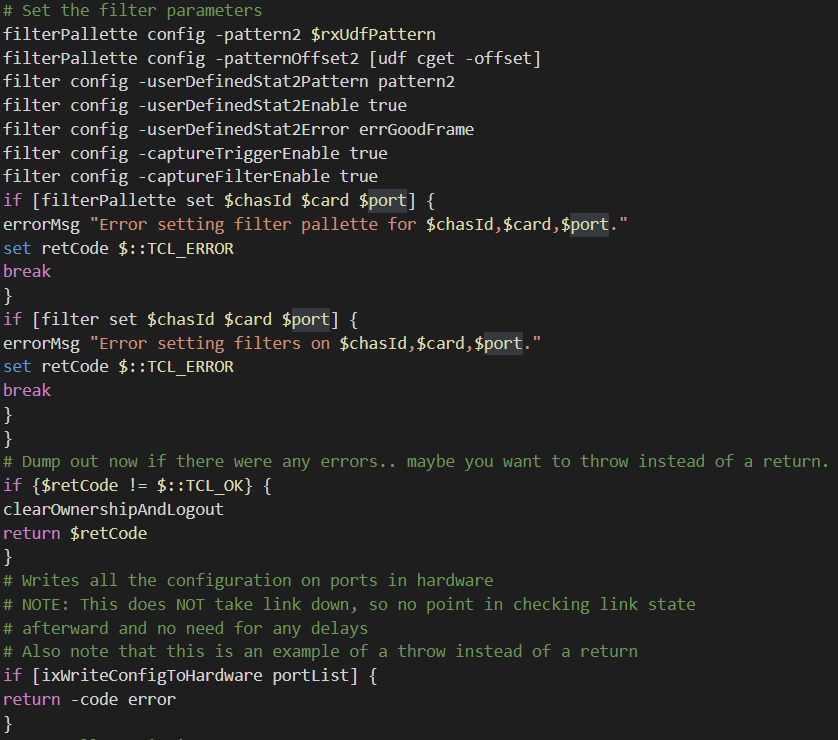 # Set the filter parameters
filterPallette config -pattern2 $rxUdfPattern
filterPallette config -patternOffset2 [udf cget -offset]
filter config -userDefinedStat2Pattern pattern2
filter config -userDefinedStat2Enable true
filter config -userDefinedStat2Error errGoodFrame
filter config -captureTriggerEnable true
filter config -captureFilterEnable true
if [filterPallette set $chasId $card $port] {
errorMsg "Error setting filter pallette for $chasId,$card,$port."
set retCode $::TCL_ERROR
break
}
if [filter set $chasId $card $port] {
errorMsg "Error setting filters on $chasId,$card,$port."
set retCode $::TCL_ERROR
break
}
}
# Dump out now if there were any errors.. maybe you want to throw instead of a return.
if {$retCode != $::TCL_OK} {
clearOwnershipAndLogout
return $retCode
}
# Writes all the configuration on ports in hardware
# NOTE: This does NOT take link down, so no point in checking link state
# afterward and no need for any delays
# Also note that this is an example of a throw instead of a return
if [ixWriteConfigToHardware portList] {
return -code error
}